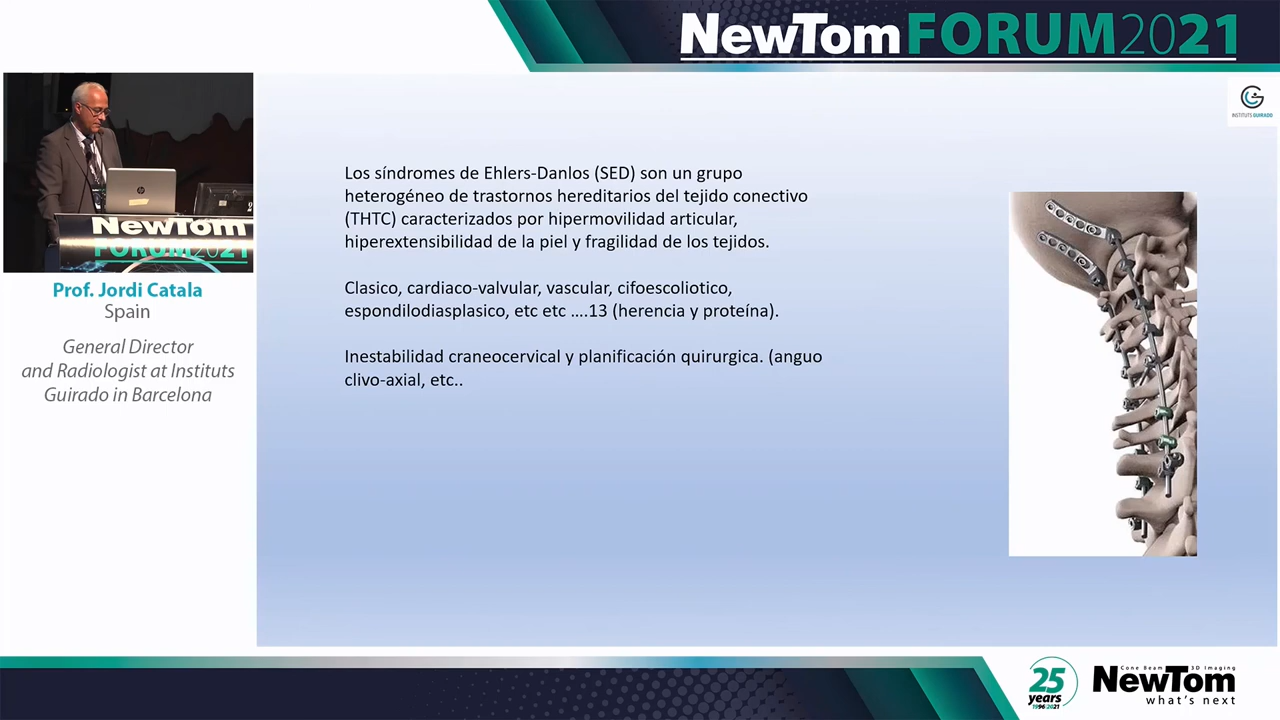 NewTom FORUM2021
INSTITUTS GUIRADO
NewTom
FORUM2021
Prof. Jordi Catala
Spain
General Director
and Radiologist at Instituts
Guirado in Barcelona
Los síndromes de Ehlers-Danlos (SED) son un grupo
heterogéneo de trastornos hereditarios del tejido conectivo
(THTC) caracterizados por hipermovilidad articular,
hiperextensibilidad de la piel y fragilidad de los tejidos.
Clasico, cardiaco-valvular, vascular, cifoescoliotico,
espondilodiasplasico, etc etc ....13 (herencia y proteína).
Inestabilidad craneocervical y planificación quirurgica. (anguo
clivo-axial, etc..
25
years
1996|2021
Cone Beam 3D Imaging
NewTom
what's next